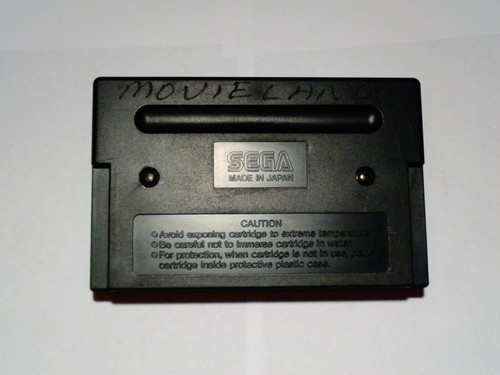 MOVIELAND
SEGA
MADE IN JAPAN
CAUTION
Avoid exposing cartridge to extreme temperature.
Be careful not to immerse cartridge in water.
For protection, when cartridge is not in use, place
cartridge inside protective plastic case.